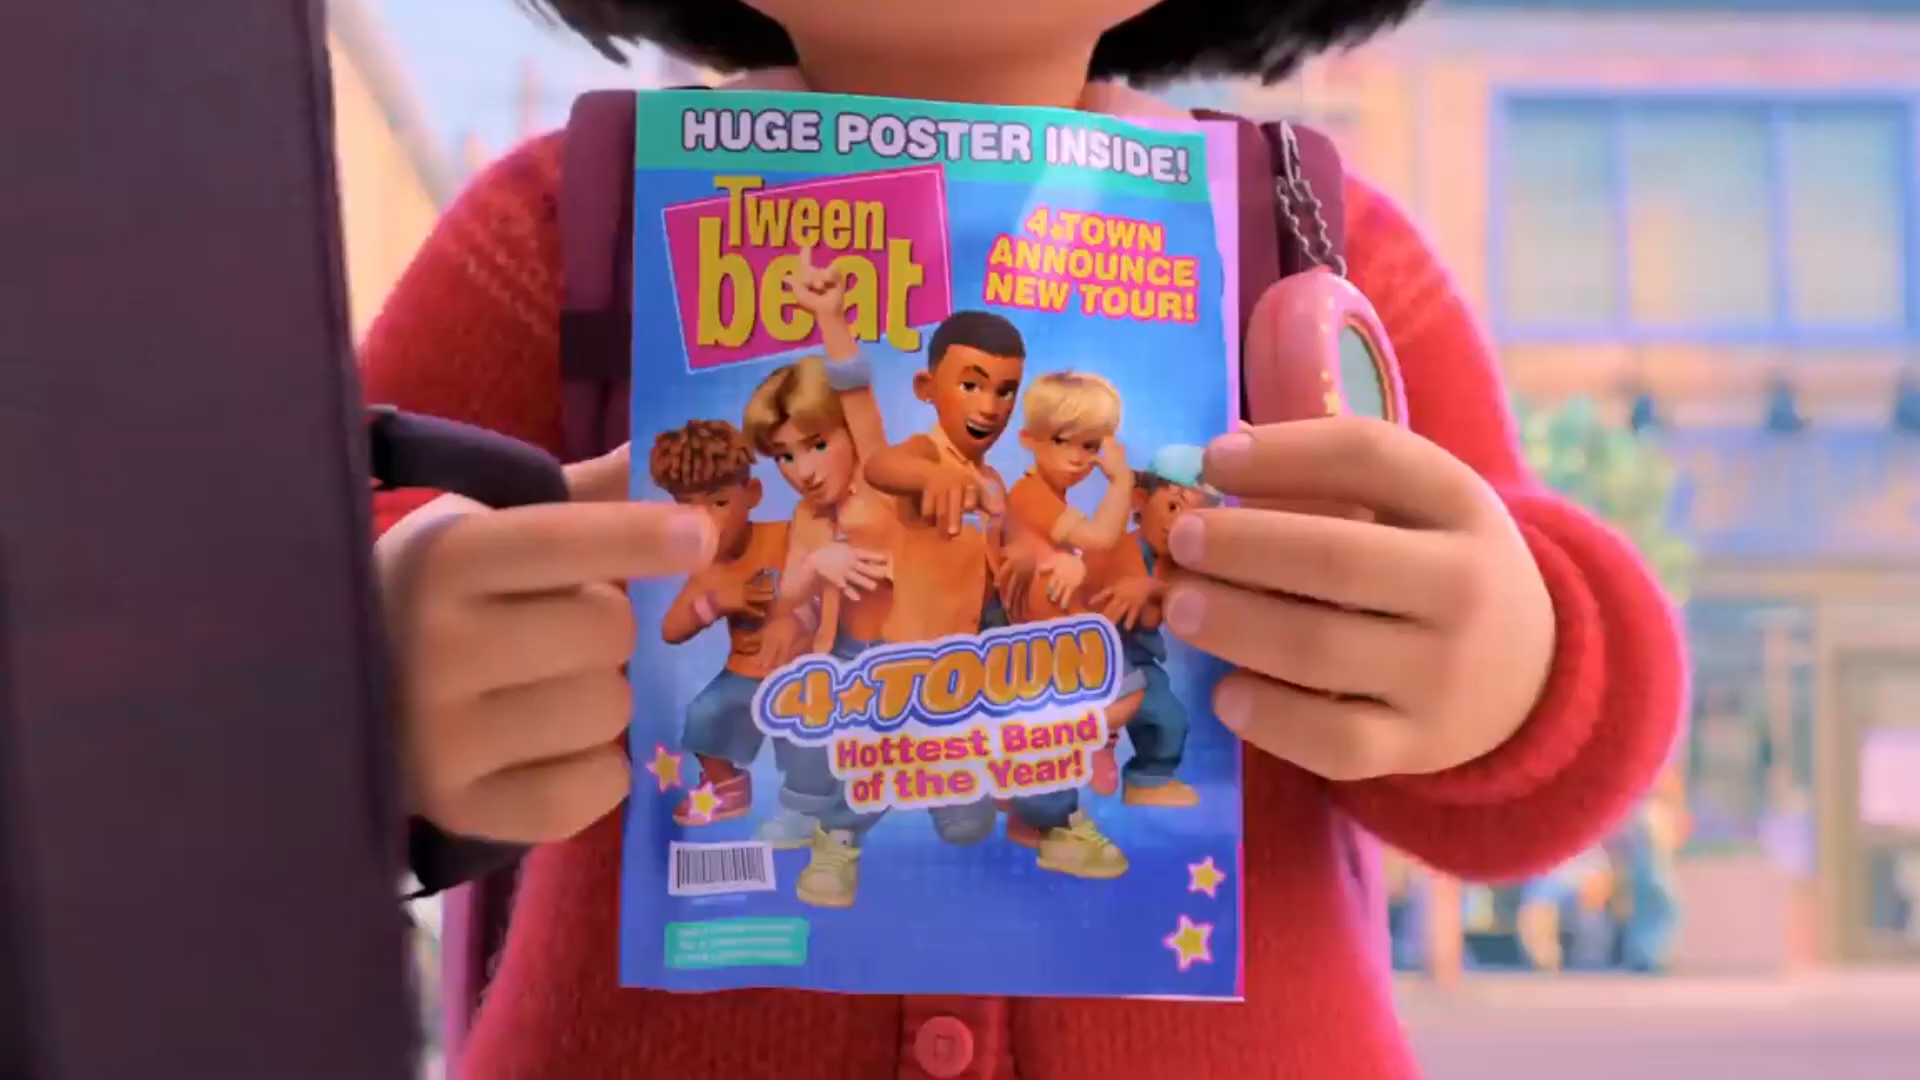 HUGE POSTER INSIDE!
Tween
beat
4★TOWN
ANNOUNCE
NEW TOUR!
4★TOWN
Hottest Band
of the Year!